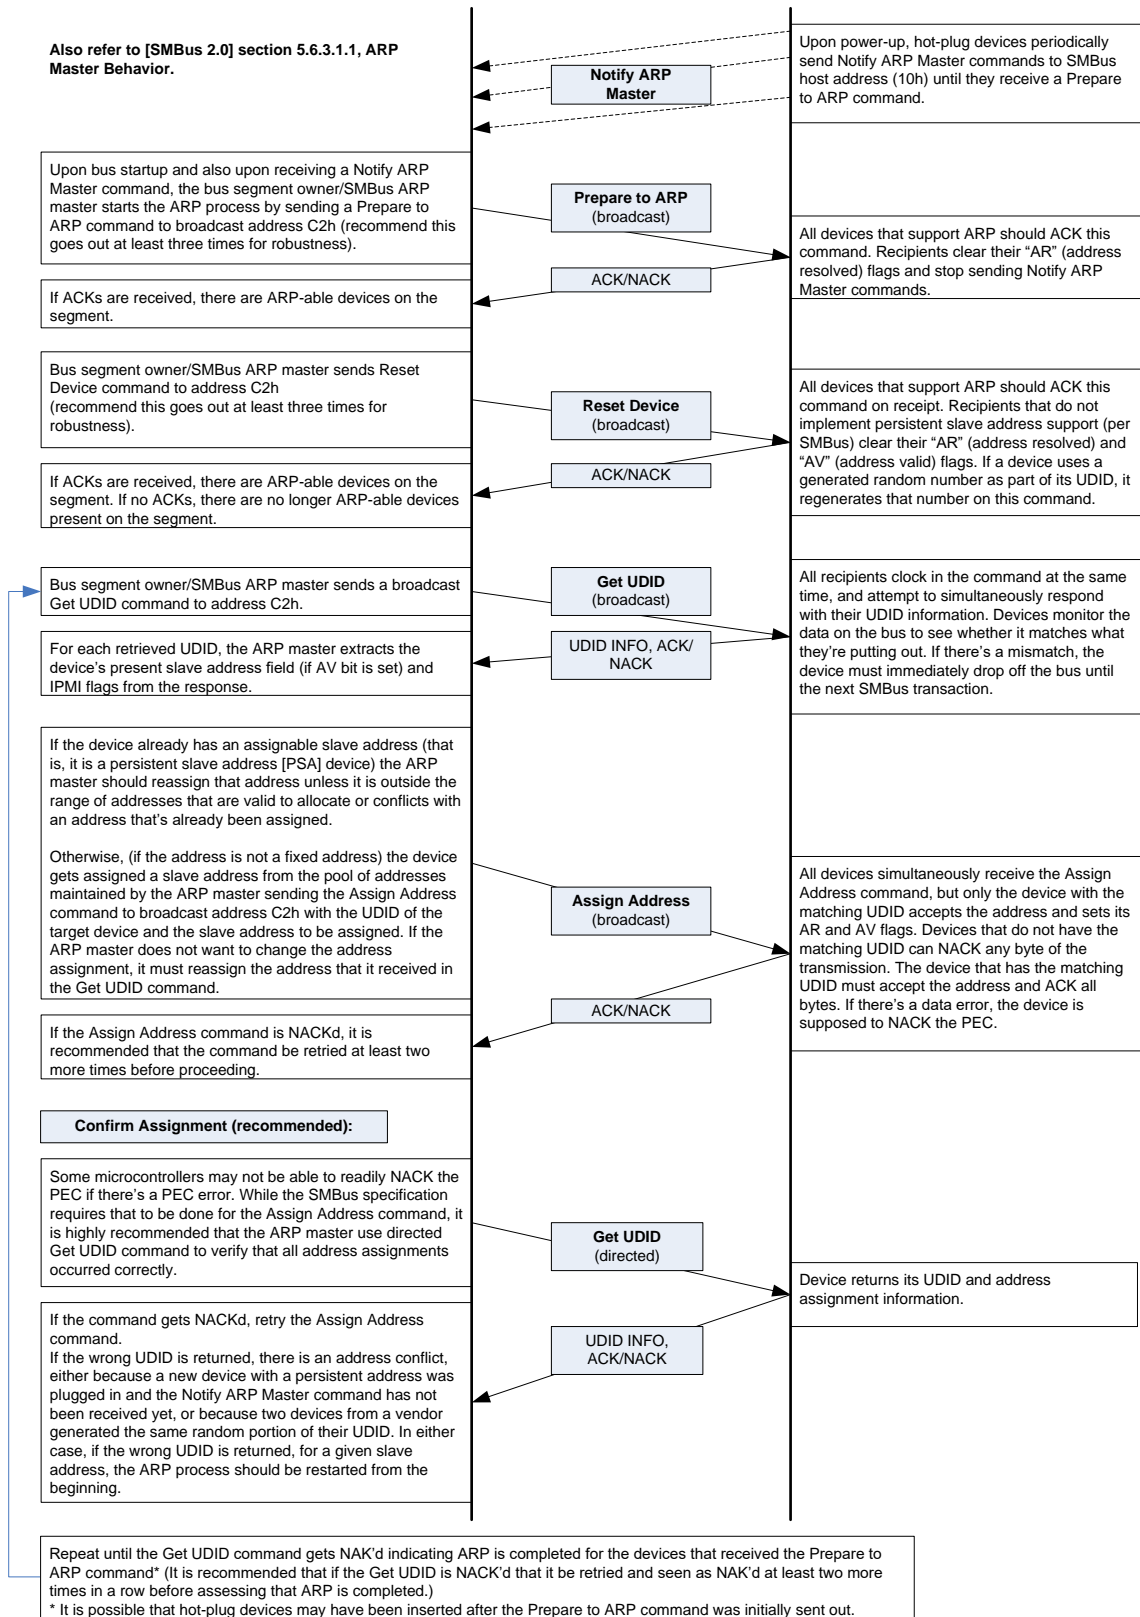 Also refer to [SMBus 2.0] section 5.6.3.1.1, ARP
Master Behavior.
Notify ARP
Master
Upon power-up, hot-plug devices periodically
send Notify ARP Master commands to SMBus
host address (10h) until they receive a Prepare
to ARP command.
Upon bus startup and also upon receiving a Notify ARP
Master command, the bus segment owner/SMBus ARP
master starts the ARP process by sending a Prepare to
ARP command to broadcast address C2h (recommend this
goes out at least three times for robustness).
Prepare to ARP
(broadcast)
All devices that support ARP should ACK this
command. Recipients clear their “AR” (address
resolved) flags and stop sending Notify ARP
Master commands.
ACK/NACK
If ACKs are received, there are ARP-able devices on the
segment.
Bus segment owner/SMBus ARP master sends Reset
Device command to address C2h
(recommend this goes out at least three times for
robustness).
Reset Device
(broadcast)
All devices that support ARP should ACK this
command on receipt. Recipients that do not
implement persistent slave address support (per
SMBus) clear their “AR” (address resolved) and
“AV” (address valid) flags. If a device uses a
generated random number as part of its UDID, it
regenerates that number on this command.
ACK/NACK
If ACKs are received, there are ARP-able devices on the
segment. If no ACKs, there are no longer ARP-able devices
present on the segment.
Bus segment owner/SMBus ARP master sends a broadcast
Get UDID command to address C2h.
Get UDID
(broadcast)
All recipients clock in the command at the same
time, and attempt to simultaneously respond
with their UDID information. Devices monitor the
data on the bus to see whether it matches what
they’re putting out. If there’s a mismatch, the
device must immediately drop off the bus until
the next SMBus transaction.
UDID INFO, ACK/
NACK
For each retrieved UDID, the ARP master extracts the
device’s present slave address field (if AV bit is set) and
IPMI flags from the response.
If the device already has an assignable slave address (that
is, it is a persistent slave address [PSA] device) the ARP
master should reassign that address unless it is outside the
range of addresses that are valid to allocate or conflicts with
an address that’s already been assigned.
Otherwise, (if the address is not a fixed address) the device
gets assigned a slave address from the pool of addresses
maintained by the ARP master sending the Assign Address
command to broadcast address C2h with the UDID of the
target device and the slave address to be assigned. If the
ARP master does not want to change the address
assignment, it must reassign the address that it received in
the Get UDID command.
Assign Address
(broadcast)
All devices simultaneously receive the Assign
Address command, but only the device with the
matching UDID accepts the address and sets its
AR and AV flags. Devices that do not have the
matching UDID can NACK any byte of the
transmission. The device that has the matching
UDID must accept the address and ACK all
bytes. If there’s a data error, the device is
supposed to NACK the PEC.
ACK/NACK
If the Assign Address command is NACKd, it is
recommended that the command be retried at least two
more times before proceeding.
Confirm Assignment (recommended):
Some microcontrollers may not be able to readily NACK the
PEC if there’s a PEC error. While the SMBus specification
requires that to be done for the Assign Address command, it
is highly recommended that the ARP master use directed
Get UDID command to verify that all address assignments
occurred correctly.
Get UDID
(directed)
Device returns its UDID and address
assignment information.
UDID INFO,
ACK/NACK
If the command gets NACKd, retry the Assign Address
command.
If the wrong UDID is returned, there is an address conflict,
either because a new device with a persistent address was
plugged in and the Notify ARP Master command has not
been received yet, or because two devices from a vendor
generated the same random portion of their UDID. In either
case, if the wrong UDID is returned, for a given slave
address, the ARP process should be restarted from the
beginning.
Repeat until the Get UDID command gets NAK’d indicating ARP is completed for the devices that received the Prepare to
ARP command* (It is recommended that if the Get UDID is NACK’d that it be retried and seen as NAK’d at least two more
times in a row before assessing that ARP is completed.)
* It is possible that hot-plug devices may have been inserted after the Prepare to ARP command was initially sent out.